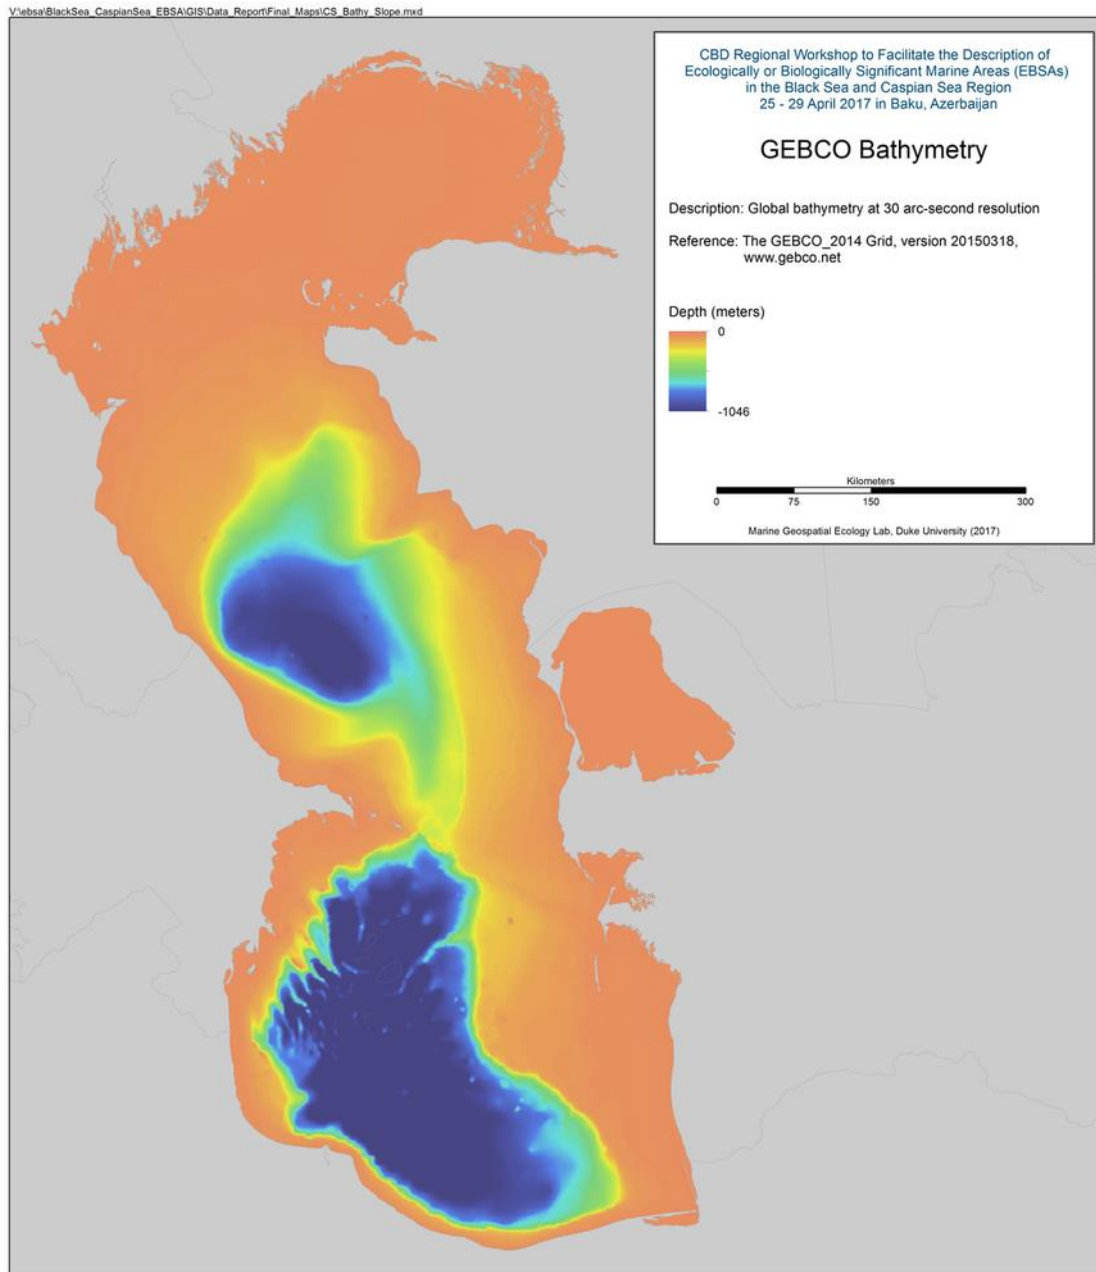 V:\ebsa\BlackSea_CaspianSea_EBSA\GIS\Data_Report\Final_Maps\CS_Bathy_Slope.mxd
CBD Regional Workshop to Facilitate the Description of
Ecologically or Biologically Significant Marine Areas (EBSAs)
in the Black Sea and Caspian Sea Region
25 - 29 April 2017 in Baku, Azerbaijan
GEBCO Bathymetry
Description: Global bathymetry at 30 arc-second resolution
Reference: The GEBCO_2014 Grid, version 20150318,
www.gebco.net
Depth (meters)
0
-1046
Kilometers
0 75 150 300
Marine Geospatial Ecology Lab, Duke University (2017)